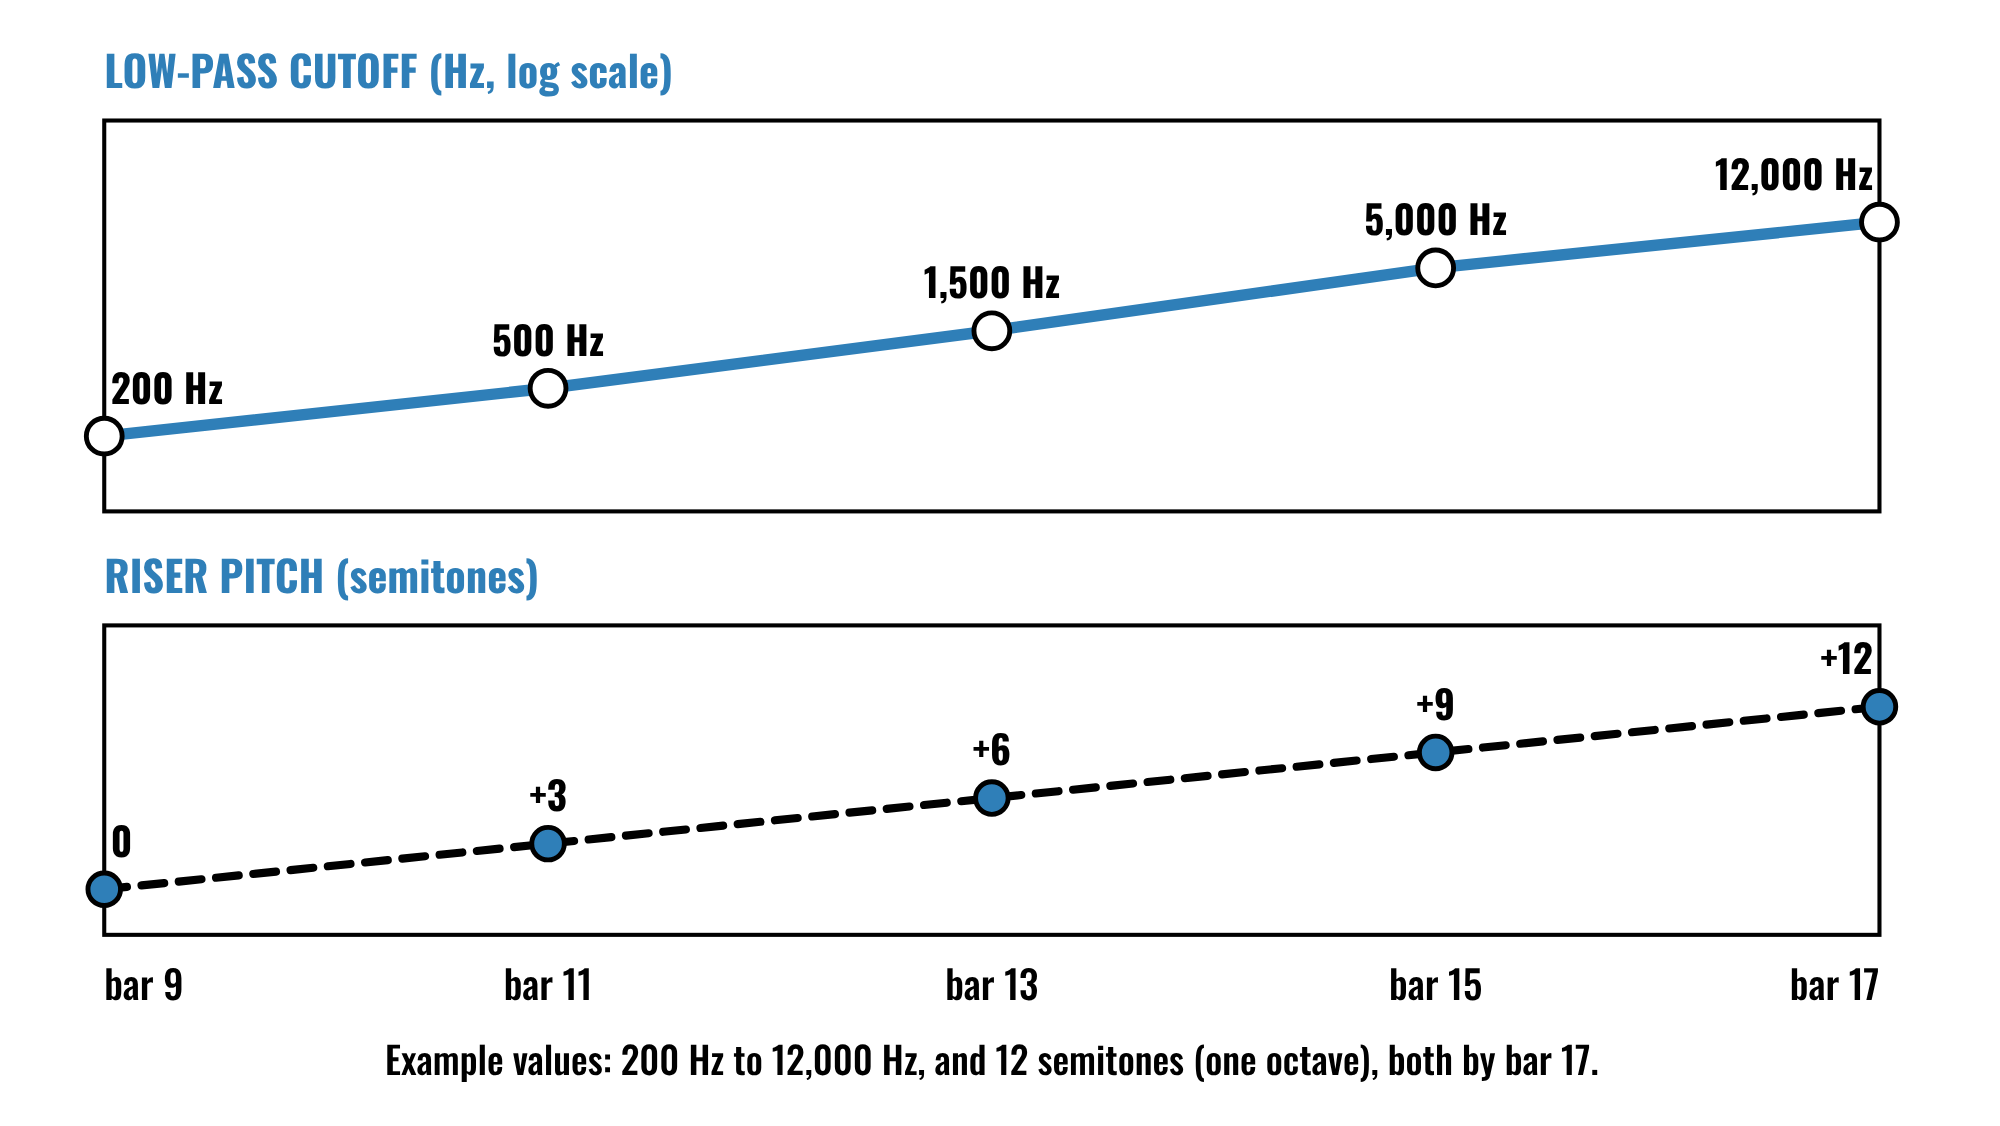 LOW-PASS CUTOFF (Hz, log scale)
12,000 Hz
5,000 Hz
1,500 Hz
500 Hz
200 Hz
RISER PITCH (semitones)
+12
+9
+6
+3
0
bar 9 bar 11 bar 13 bar 15 bar 17
Example values: 200 Hz to 12,000 Hz, and 12 semitones (one octave), both by bar 17.